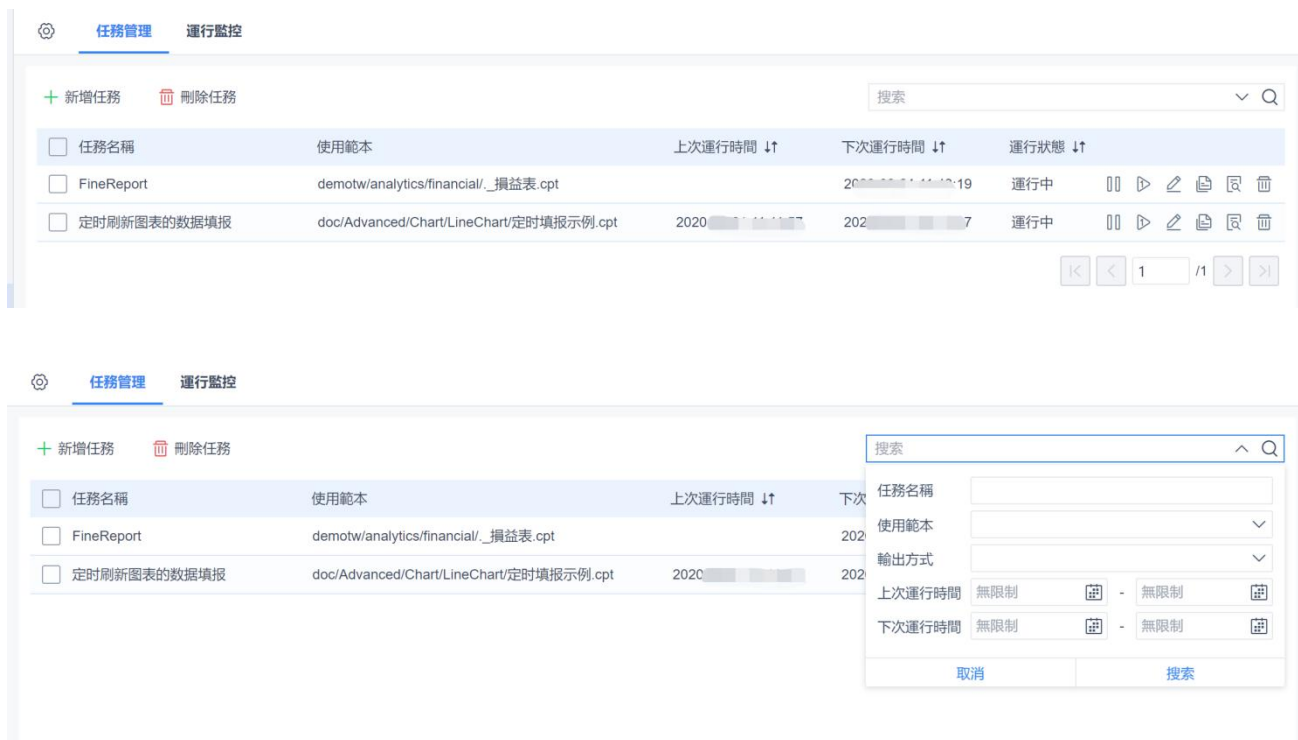 任務管理 運行監控
新增任務 刪除任務 搜索
任務名稱 使用範本 上次運行時間 下次運行時間 運行狀態
FineReport demotw/analytics/financial/._損益表.cpt :19 運行中
定时刷新图表的数据填报 doc/Advanced/Chart/LineChart/定时填报示例.cpt 2020 202 7 運行中
1 /1
任務管理 運行監控
新增任務 刪除任務 搜索
任務名稱 使用範本 上次運行時間 下次
FineReport demotw/analytics/financial/._損益表.cpt 202
定时刷新图表的数据填报 doc/Advanced/Chart/LineChart/定时填报示例.cpt 2020 202
任務名稱
使用範本
輸出方式
上次運行時間 無限制 - 無限制
下次運行時間 無限制 - 無限制
取消 搜索